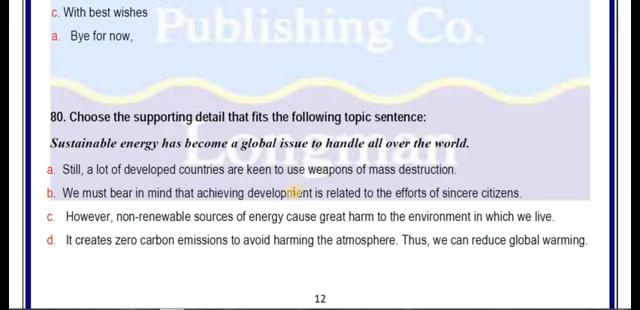 c. With best wishes
a. Bye for now,
Publishing Co.
80. Choose the supporting detail that fits the following topic sentence:
Sustainable energy has become a global issue to handle all over the world.
Longman
a. Still, a lot of developed countries are keen to use weapons of mass destruction.
b. We must bear in mind that achieving development is related to the efforts of sincere citizens.
c. However, non-renewable sources of energy cause great harm to the environment in which we live.
d. It creates zero carbon emissions to avoid harming the atmosphere. Thus, we can reduce global warming.
12